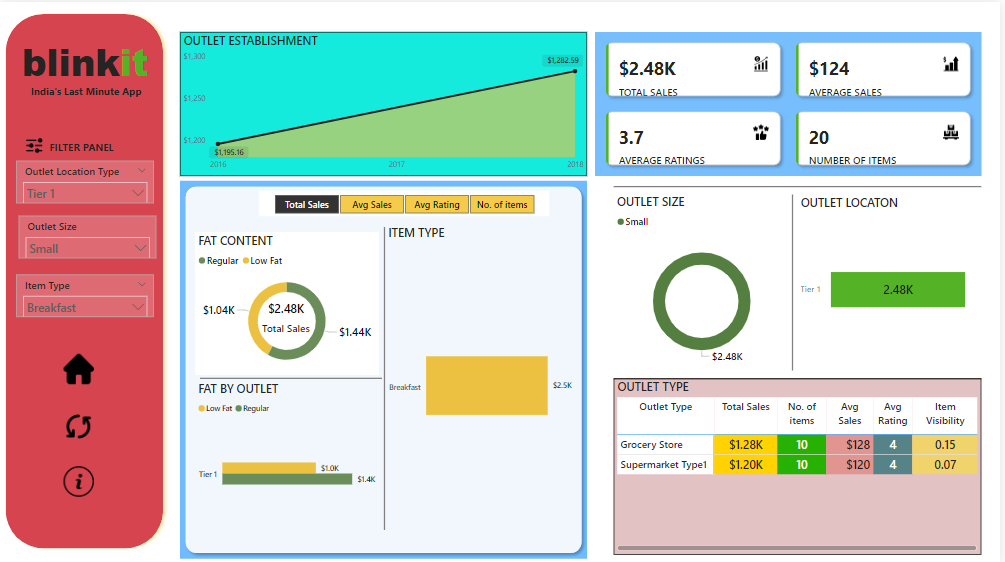 blinkit
India's Last Minute App
FILTER PANEL
Outlet Location Type
Tier 1
Outlet Size
Small
Item Type
Breakfast
OUTLET ESTABLISHMENT
$1,300
$1,250
$1,200
$1,195.16
$1,282.59
2016
2017
2018
$2.48K
TOTAL SALES
$124
AVERAGE SALES
3.7
AVERAGE RATINGS
20
NUMBER OF ITEMS
Total Sales
Avg Sales
Avg Rating
No. of items
FAT CONTENT
Regular Low Fat
$1.04K
$2.48K
Total Sales
$1.44K
FAT BY OUTLET
Low Fat Regular
Tier 1
$1.0K
$1.4K
ITEM TYPE
Breakfast
$2.5K
OUTLET SIZE
Small
$2.48K
OUTLET LOCATON
Tier 1
2.48K
OUTLET TYPE
Outlet Type Total Sales No. of items Avg Sales Avg Rating Item Visibility
Grocery Store $1.28K 10 $128 4 0.15
Supermarket Type1 $1.20K 10 $120 4 0.07